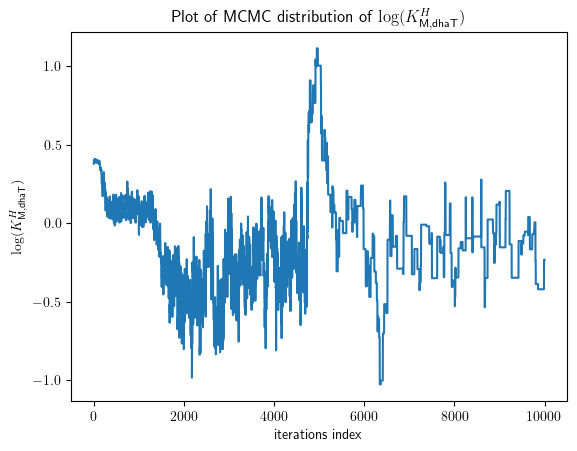 Plot of MCMC distribution of log(K^H_{M,dhaT})
log(K^H_{M,dhaT})
1.0
0.5
0.0
−0.5
−1.0
0 2000 4000 6000 8000 10000
iterations index